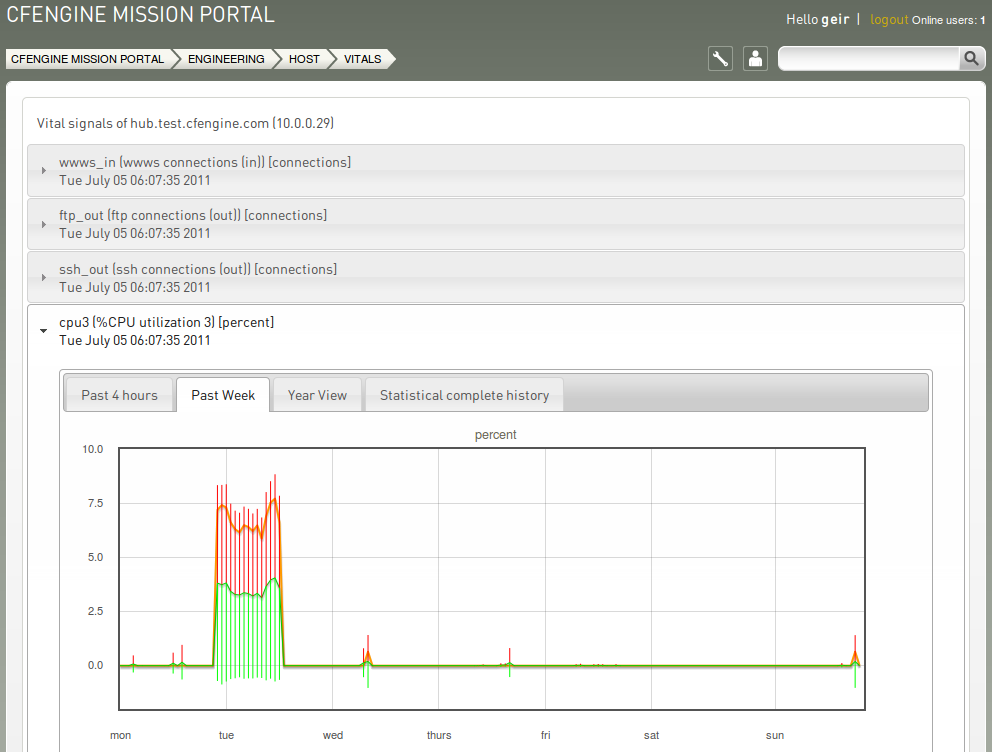 CFENGINE MISSION PORTAL
Hello geir | logout Online users: 1
CFENGINE MISSION PORTAL ENGINEERING HOST VITALS
Vital signals of hub.test.cfengine.com (10.0.0.29)
wwws_in (wwws connections (in)) [connections]
Tue July 05 06:07:35 2011
ftp_out (ftp connections (out)) [connections]
Tue July 05 06:07:35 2011
ssh_out (ssh connections (out)) [connections]
Tue July 05 06:07:35 2011
cpu3 (%CPU utilization 3) [percent]
Tue July 05 06:07:35 2011
Past 4 hours Past Week Year View Statistical complete history
percent
10.0
7.5
5.0
2.5
0.0
mon tue wed thurs fri sat sun